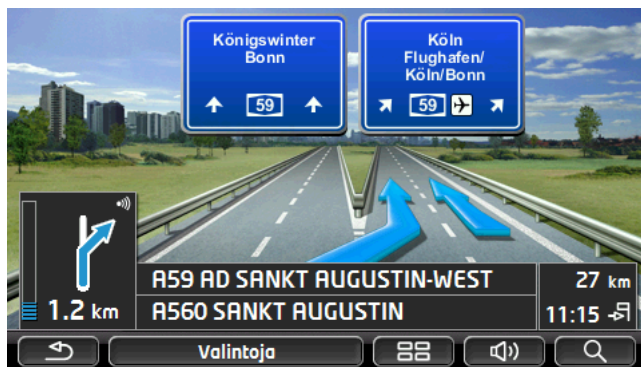 Königswinter
Bonn
59
Köln
Flughafen/
Köln/Bonn
59
A59 AD SANKT AUGUSTIN-WEST
27 km
1.2 km
A560 SANKT AUGUSTIN
11:15
Valintoja